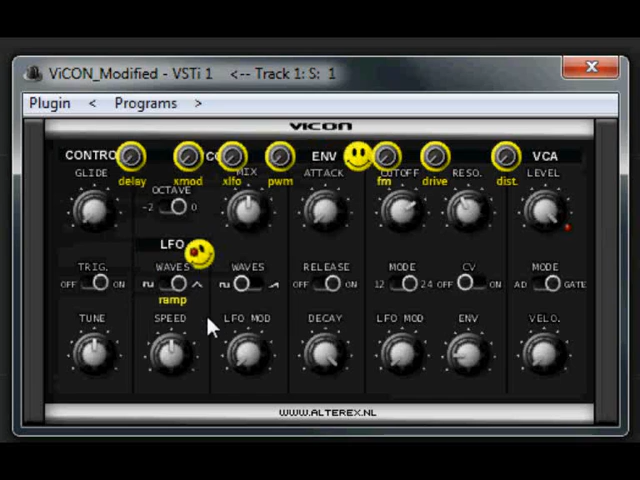 ViCON_Modified - VSTi 1 <-- Track 1: S: 1
Plugin < Programs >
VICON
CONTRO ENV VCA
delay xmod xlfo pwm fm drive dist.
GLIDE MIX ATTACK CUTOFF RESO. LEVEL
OCTAVE
-2 0
LFO
TRIG. WAVES WAVES RELEASE MODE CV MODE
OFF ON OFF ON 12 24 OFF ON AD GATE
ramp
TUNE SPEED LFO MOD DECAY LFO MOD ENV VELO.
WWW.ALTEREX.NL